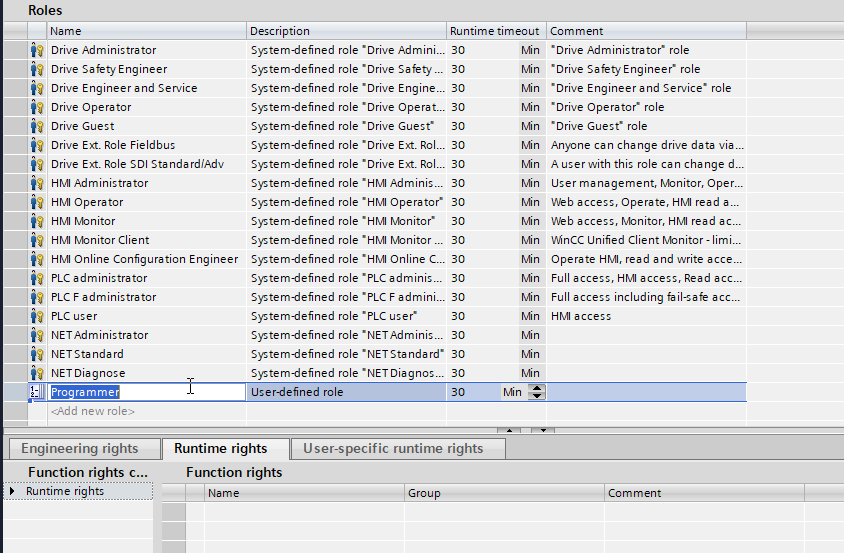 Roles
Name Description Runtime timeout Comment
Drive Administrator System-defined role "Drive Admini... 30 Min "Drive Administrator" role
Drive Safety Engineer System-defined role "Drive Safety ... 30 Min "Drive Safety Engineer" role
Drive Engineer and Service System-defined role "Drive Engine... 30 Min "Drive Engineer and Service" role
Drive Operator System-defined role "Drive Operat... 30 Min "Drive Operator" role
Drive Guest System-defined role "Drive Guest" 30 Min "Drive Guest" role
Drive Ext. Role Fieldbus System-defined role "Drive Ext. Rol... 30 Min Anyone can change drive data via...
Drive Ext. Role SDI Standard/Adv System-defined role "Drive Ext. Rol... 30 Min A user with this role can change d...
HMI Administrator System-defined role "HMI Adminis... 30 Min User management, Monitor, Oper...
HMI Operator System-defined role "HMI Operator" 30 Min Web access, Operate, HMI read a...
HMI Monitor System-defined role "HMI Monitor" 30 Min Web access, Monitor, HMI read ac...
HMI Monitor Client System-defined role "HMI Monitor ... 30 Min WinCC Unified Client Monitor - limi...
HMI Online Configuration Engineer System-defined role "HMI Online C... 30 Min Operate HMI, read and write acce...
PLC administrator System-defined role "PLC adminis... 30 Min Full access, HMI access, Read acc...
PLC F administrator System-defined role "PLC F admini... 30 Min Full access including fail-safe acc...
PLC user System-defined role "PLC user" 30 Min HMI access
NET Administrator System-defined role "NET Adminis... 30 Min
NET Standard System-defined role "NET Standard" 30 Min
NET Diagnose System-defined role "NET Diagnos... 30 Min
Programmer User-defined role 30 Min
<Add new role>
Engineering rights Runtime rights User-specific runtime rights
Function rights c... Function rights
Runtime rights
Name Group Comment